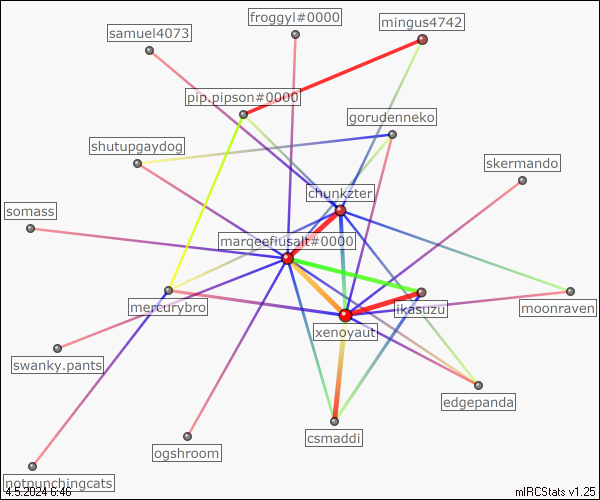 froggyl#0000
samuel4073
mingus4742
pip.pipson#0000
gorudenneko
shutupgaydog
skermando
chunkzter
somass
marqeefiusalt#0000
mercurybro
ikasuzu
moonraven
xenoyaut
swanky.pants
edgepanda
csmaddi
ogshroom
notpunchingcats
4.5.2024 6:46
mIRCStats v1.25